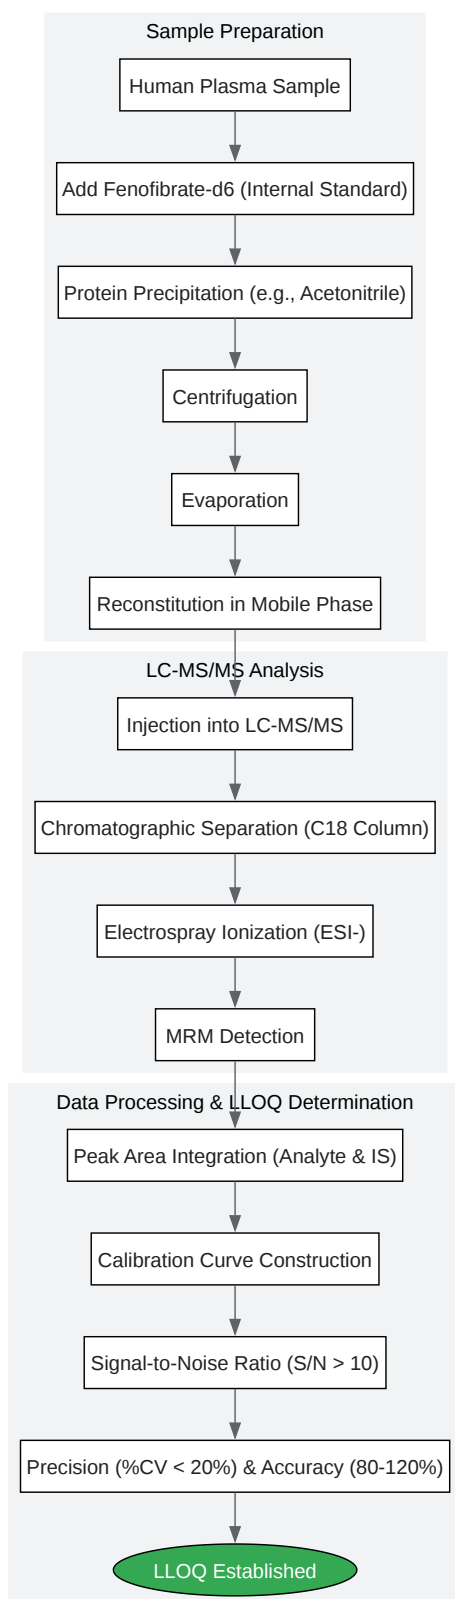 Sample Preparation
Human Plasma Sample
Add Fenofibrate-d6 (Internal Standard)
Protein Precipitation (e.g., Acetonitrile)
Centrifugation
Evaporation
Reconstitution in Mobile Phase
LC-MS/MS Analysis
Injection into LC-MS/MS
Chromatographic Separation (C18 Column)
Electrospray Ionization (ESI-)
MRM Detection
Data Processing & LLOQ Determination
Peak Area Integration (Analyte & IS)
Calibration Curve Construction
Signal-to-Noise Ratio (S/N > 10)
Precision (%CV < 20%) & Accuracy (80-120%)
LLOQ Established